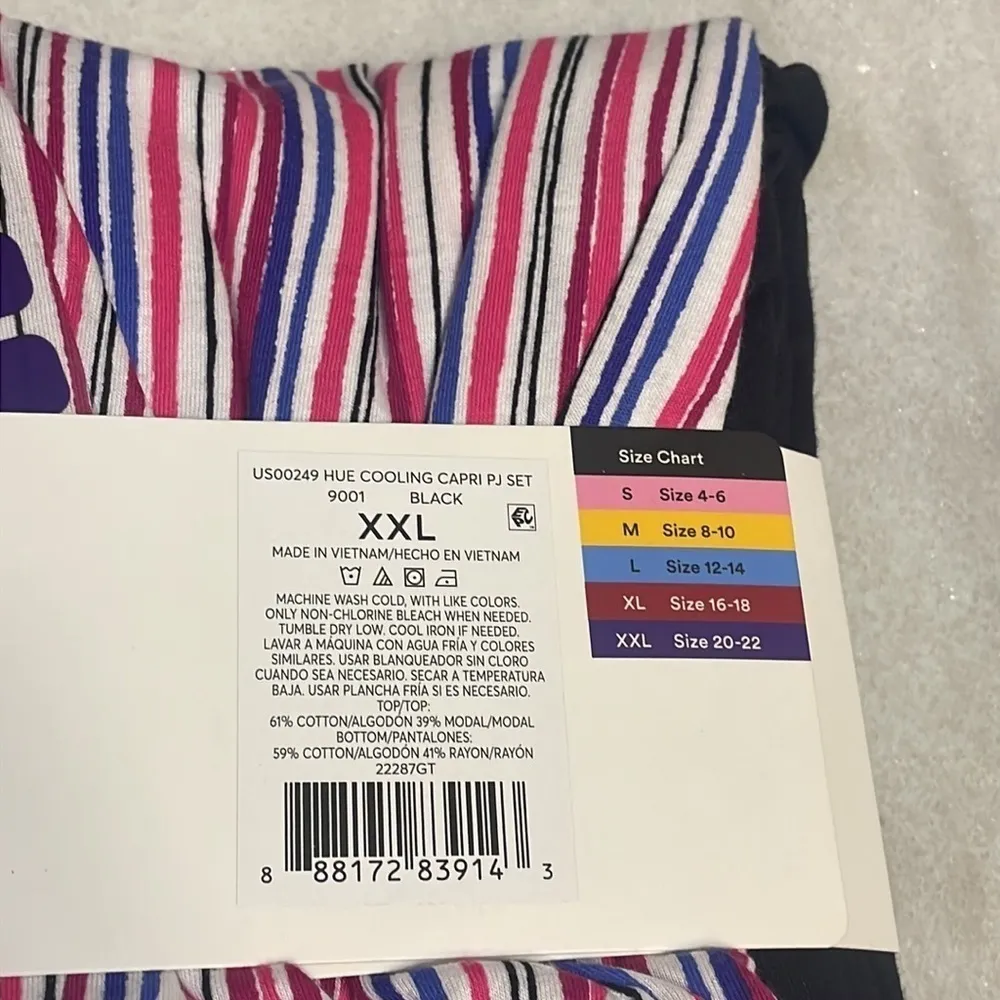 US00249 HUE COOLING CAPRI PJ SET
9001 BLACK
XXL
MADE IN VIETNAM/HECHO EN VIETNAM
MACHINE WASH COLD, WITH LIKE COLORS.
ONLY NON-CHLORINE BLEACH WHEN NEEDED.
TUMBLE DRY LOW. COOL IRON IF NEEDED.
LAVAR A MÁQUINA CON AGUA FRÍA Y COLORES
SIMILARES. USAR BLANQUEADOR SIN CLORO
CUANDO SEA NECESARIO. SECAR A TEMPERATURA
BAJA. USAR PLANCHA FRÍA SI ES NECESARIO.
TOP/TOP:
61% COTTON/ALGODÓN 39% MODAL/MODAL
BOTTOM/PANTALONES:
59% COTTON/ALGODÓN 41% RAYON/RAYÓN
22287GT
8 88172 83914 3
Size Chart
S Size 4-6
M Size 8-10
L Size 12-14
XL Size 16-18
XXL Size 20-22